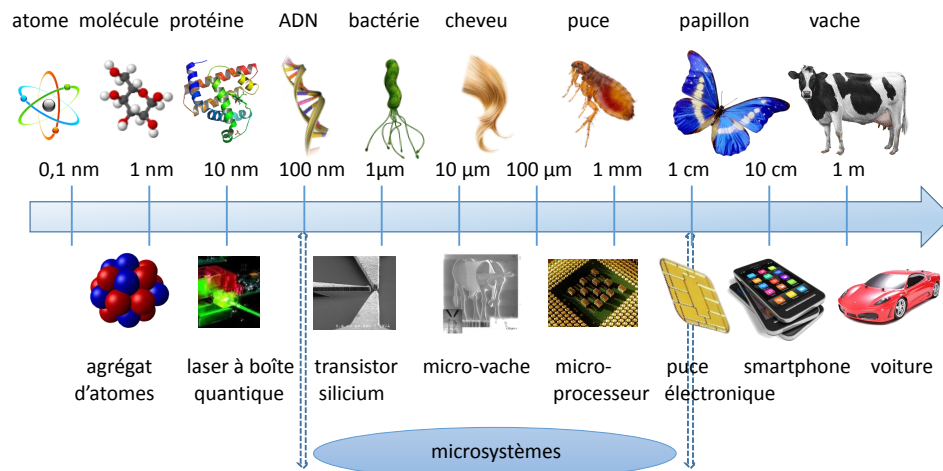 atome molécule protéine ADN bactérie cheveu puce papillon vache
0,1 nm 1 nm 10 nm 100 nm 1µm 10 µm 100 µm 1 mm 1 cm 10 cm 1 m
agrégat laser à boîte transistor micro-vache micro- puce smartphone voiture
d’atomes quantique silicium processeur électronique
microsystèmes